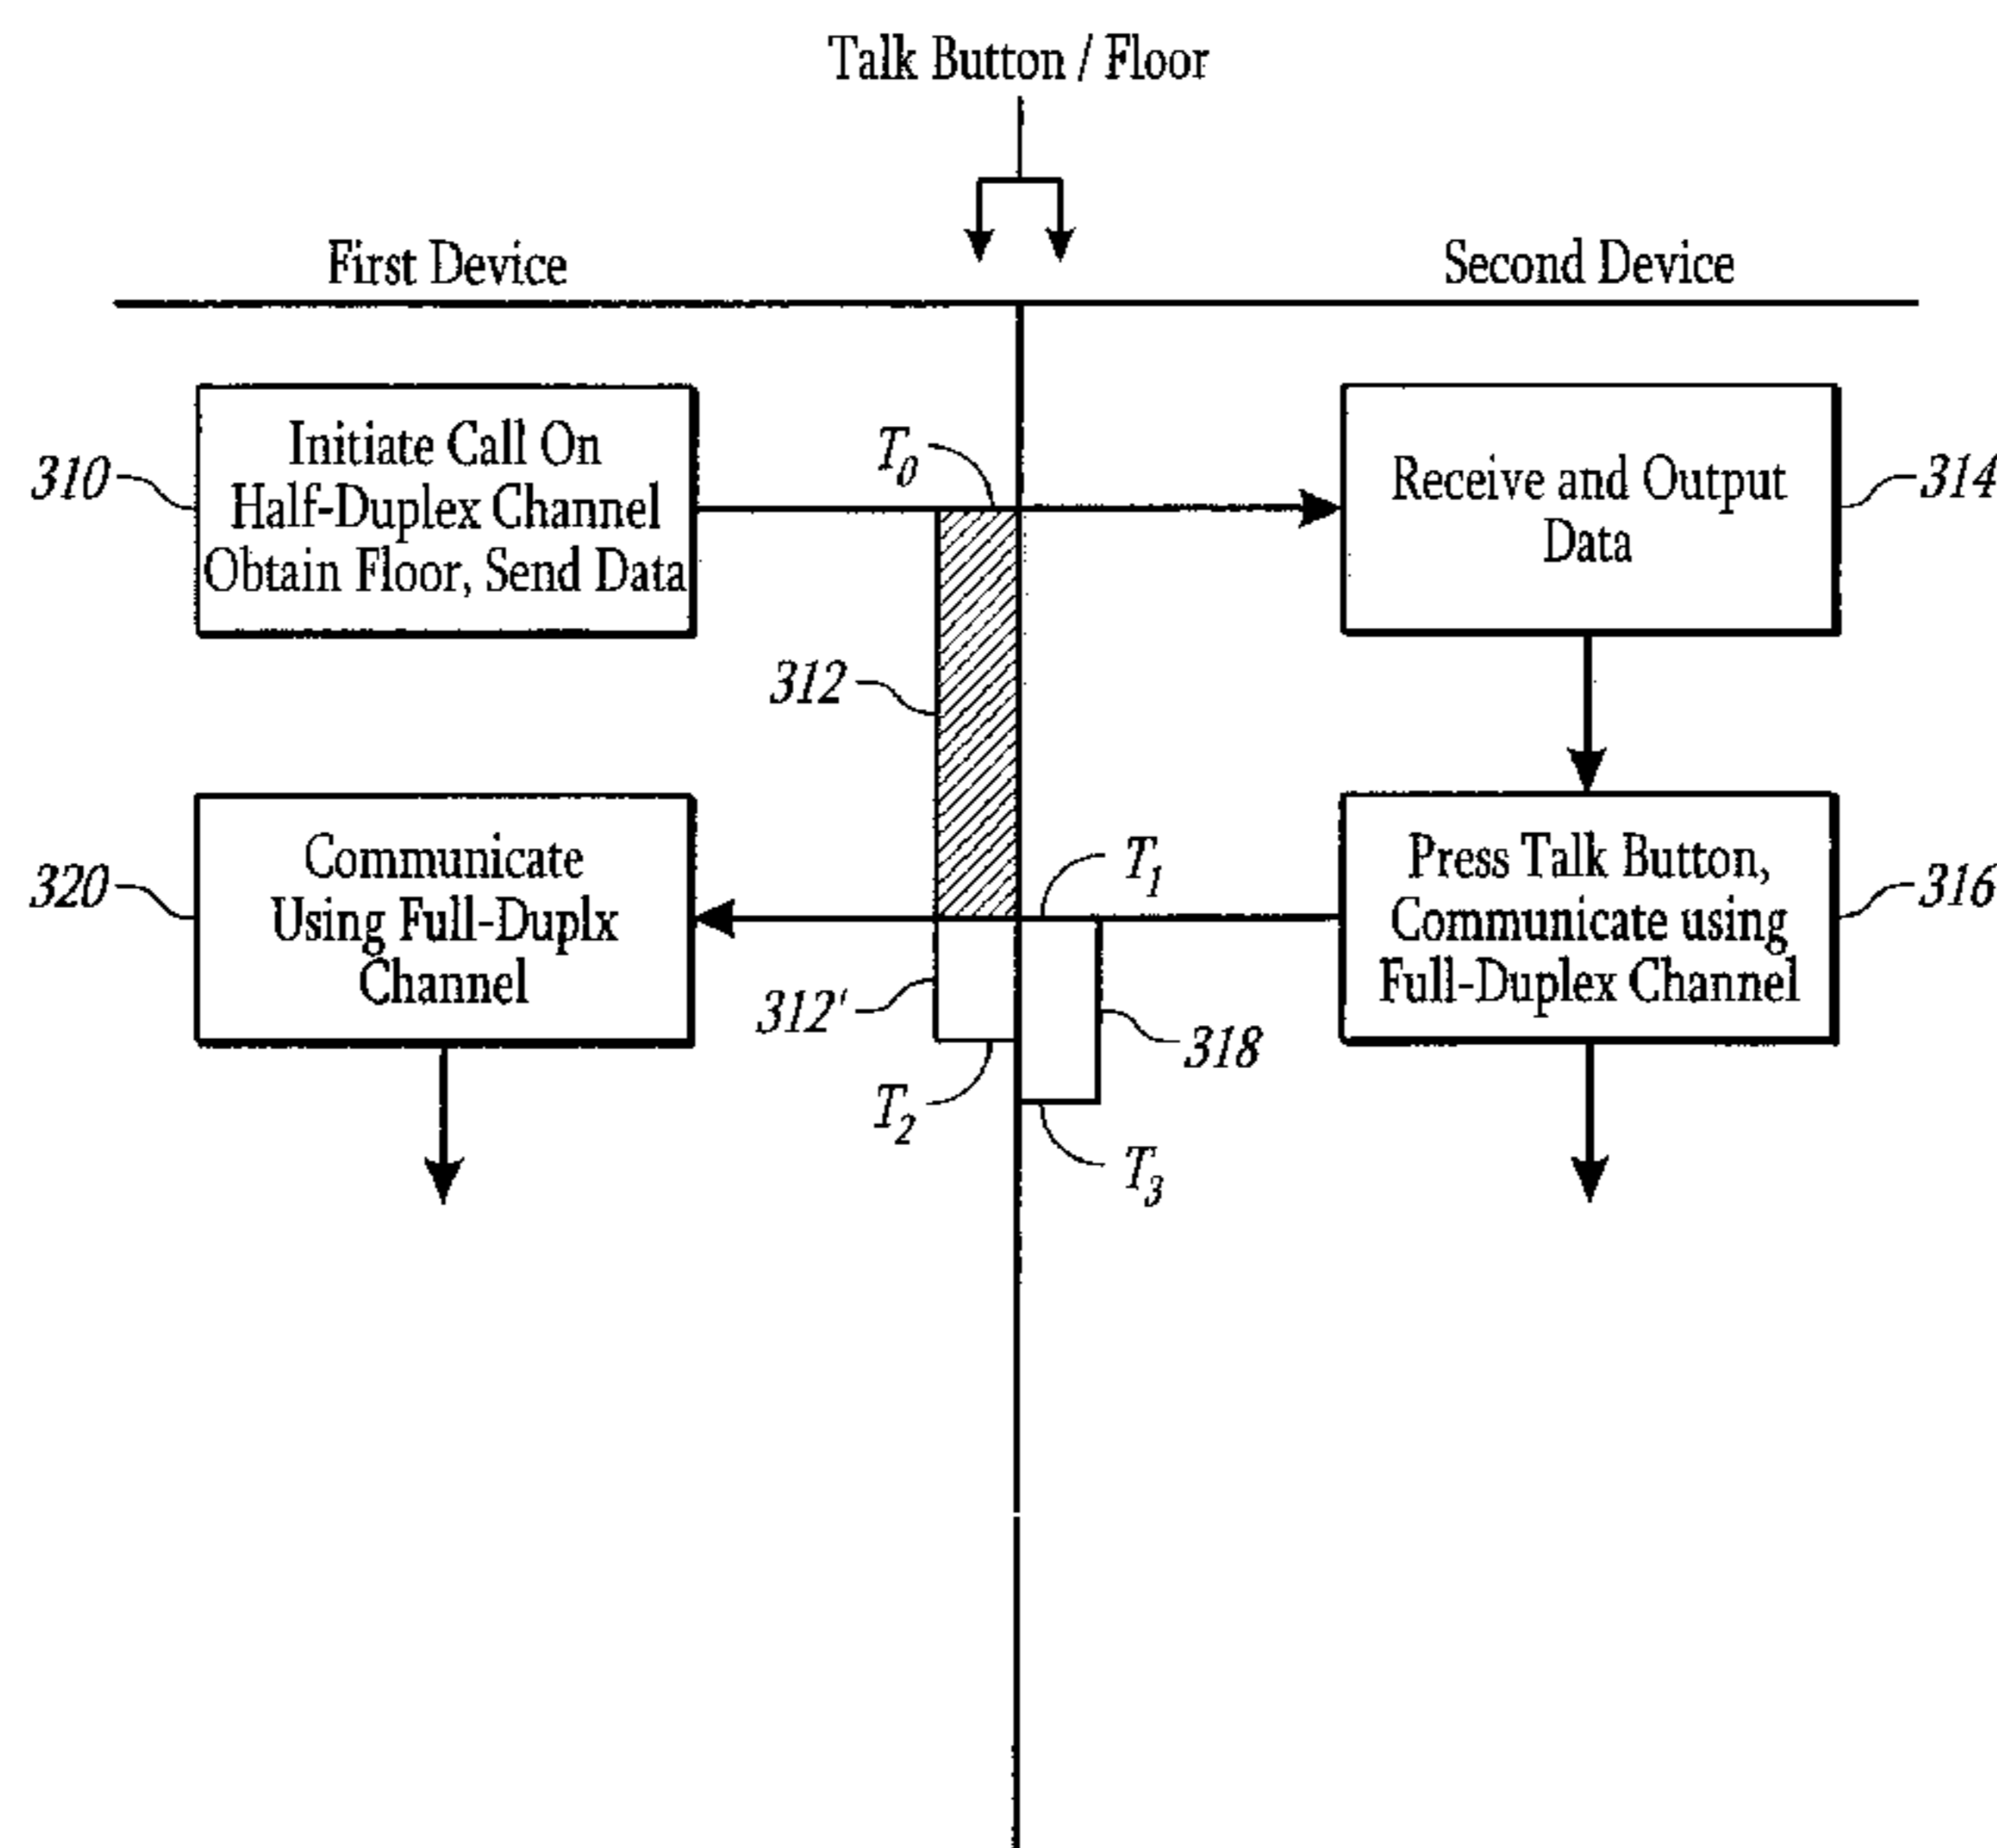 Talk Button / Floor
First Device
Second Device
310
Initiate Call On
Half-Duplex Channel
Obtain Floor, Send Data
T0
Receive and Output
Data
314
312
320
Communicate
Using Full-Duplx
Channel
T1
Press Talk Button,
Communicate using
Full-Duplex Channel
316
312'
318
T2
T3